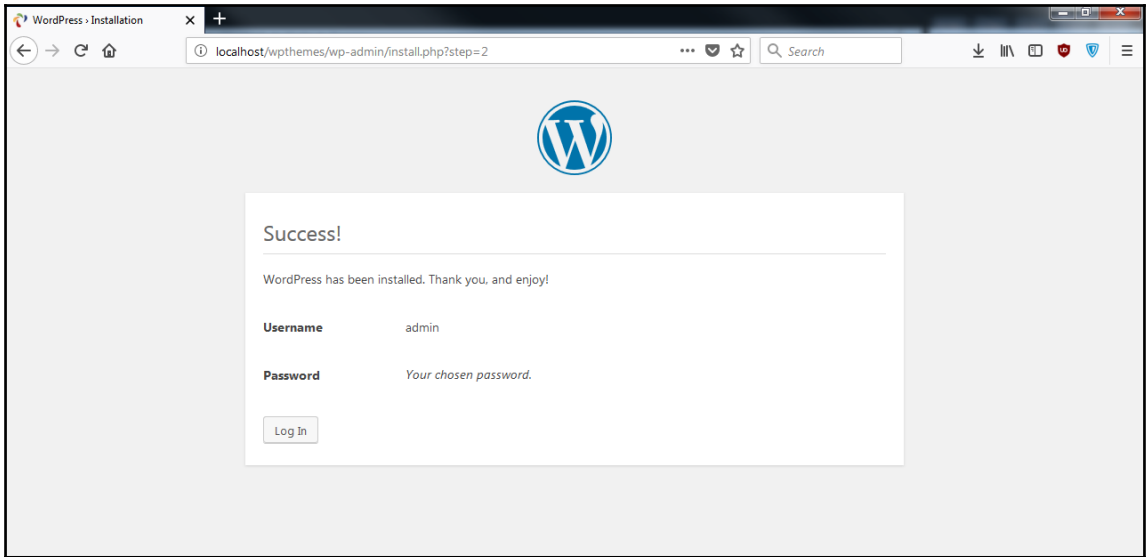 WordPress › Installation
localhost/wpthemes/wp-admin/install.php?step=2
Search
Success!
WordPress has been installed. Thank you, and enjoy!
Username admin
Password Your chosen password.
Log In